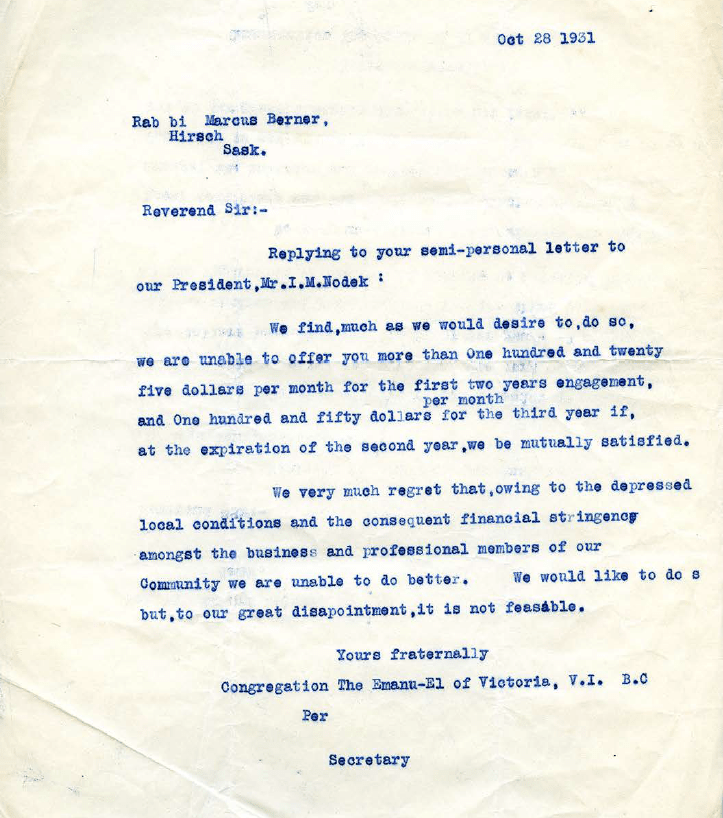 Oct 28 1931
Rab bi Marcus Berner,
Hirsch
Sask.
Reverend Sir:-
Replying to your semi-personal letter to
our President,Mr.I.M.Nodek :
We find,much as we would desire to,do so,
we are unable to offer you more than One hundred and twenty
five dollars per month for the first two years engagement,
per month
and One hundred and fifty dollars for the third year if,
at the expiration of the second year,we be mutually satisfied.
We very much regret that,owing to the depressed
local conditions and the consequent financial stringency
amongst the business and professional members of our
Community we are unable to do better. We would like to do s
but,to our great disapointment,it is not feasable.
Yours fraternally
Congregation The Emanu-El of Victoria, V.I. B.C
Per
Secretary